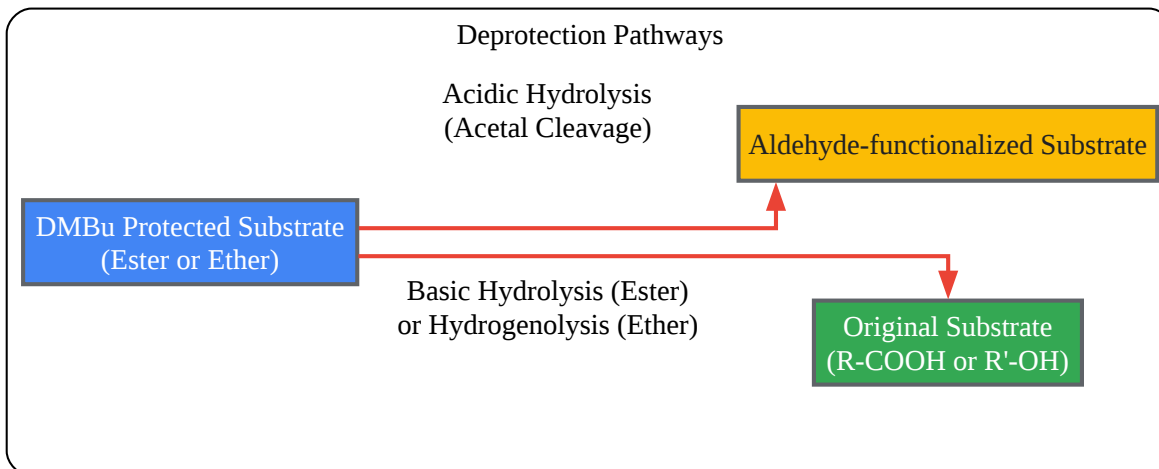 Deprotection Pathways
Acidic Hydrolysis
(Acetal Cleavage)
Aldehyde-functionalized Substrate
DMBu Protected Substrate
(Ester or Ether)
Basic Hydrolysis (Ester)
or Hydrogenolysis (Ether)
Original Substrate
(R-COOH or R'-OH)